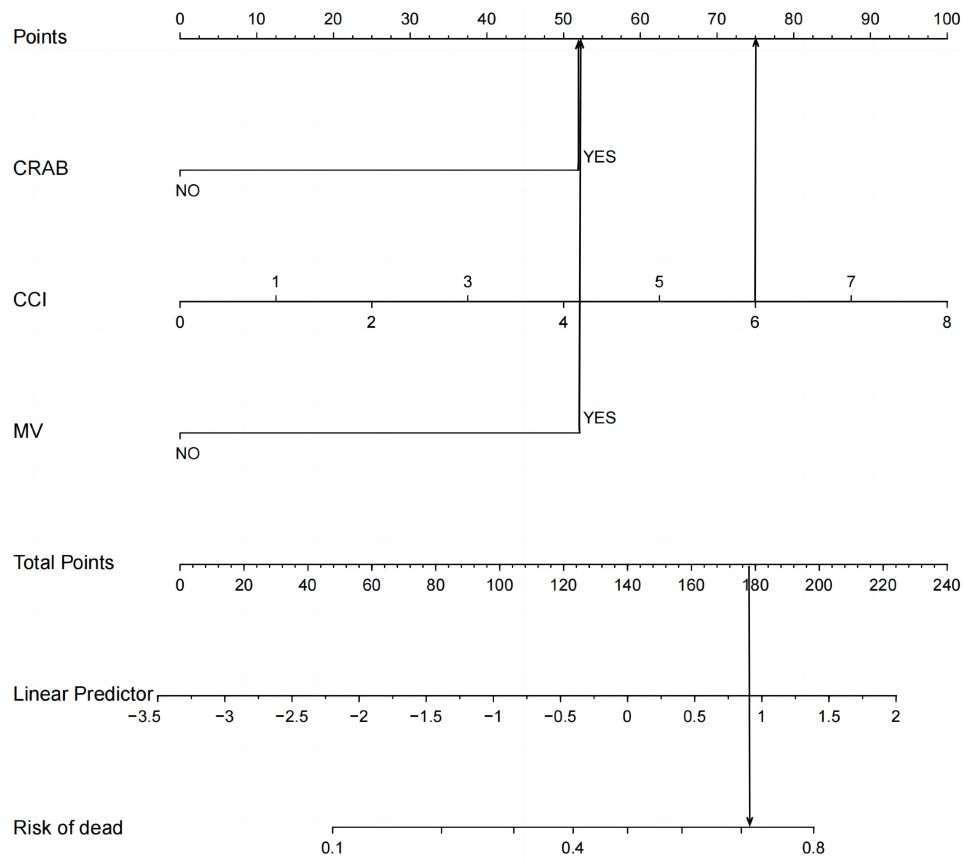 Points 0 10 20 30 40 50 60 70 80 90 100
CRAB YES
NO
1 3 5 7
CCI
0 2 4 6 8
MV YES
NO
Total Points
0 20 40 60 80 100 120 140 160 180 200 220 240
Linear Predictor
−3.5 −3 −2.5 −2 −1.5 −1 −0.5 0 0.5 1 1.5 2
Risk of dead
0.1 0.4 0.8